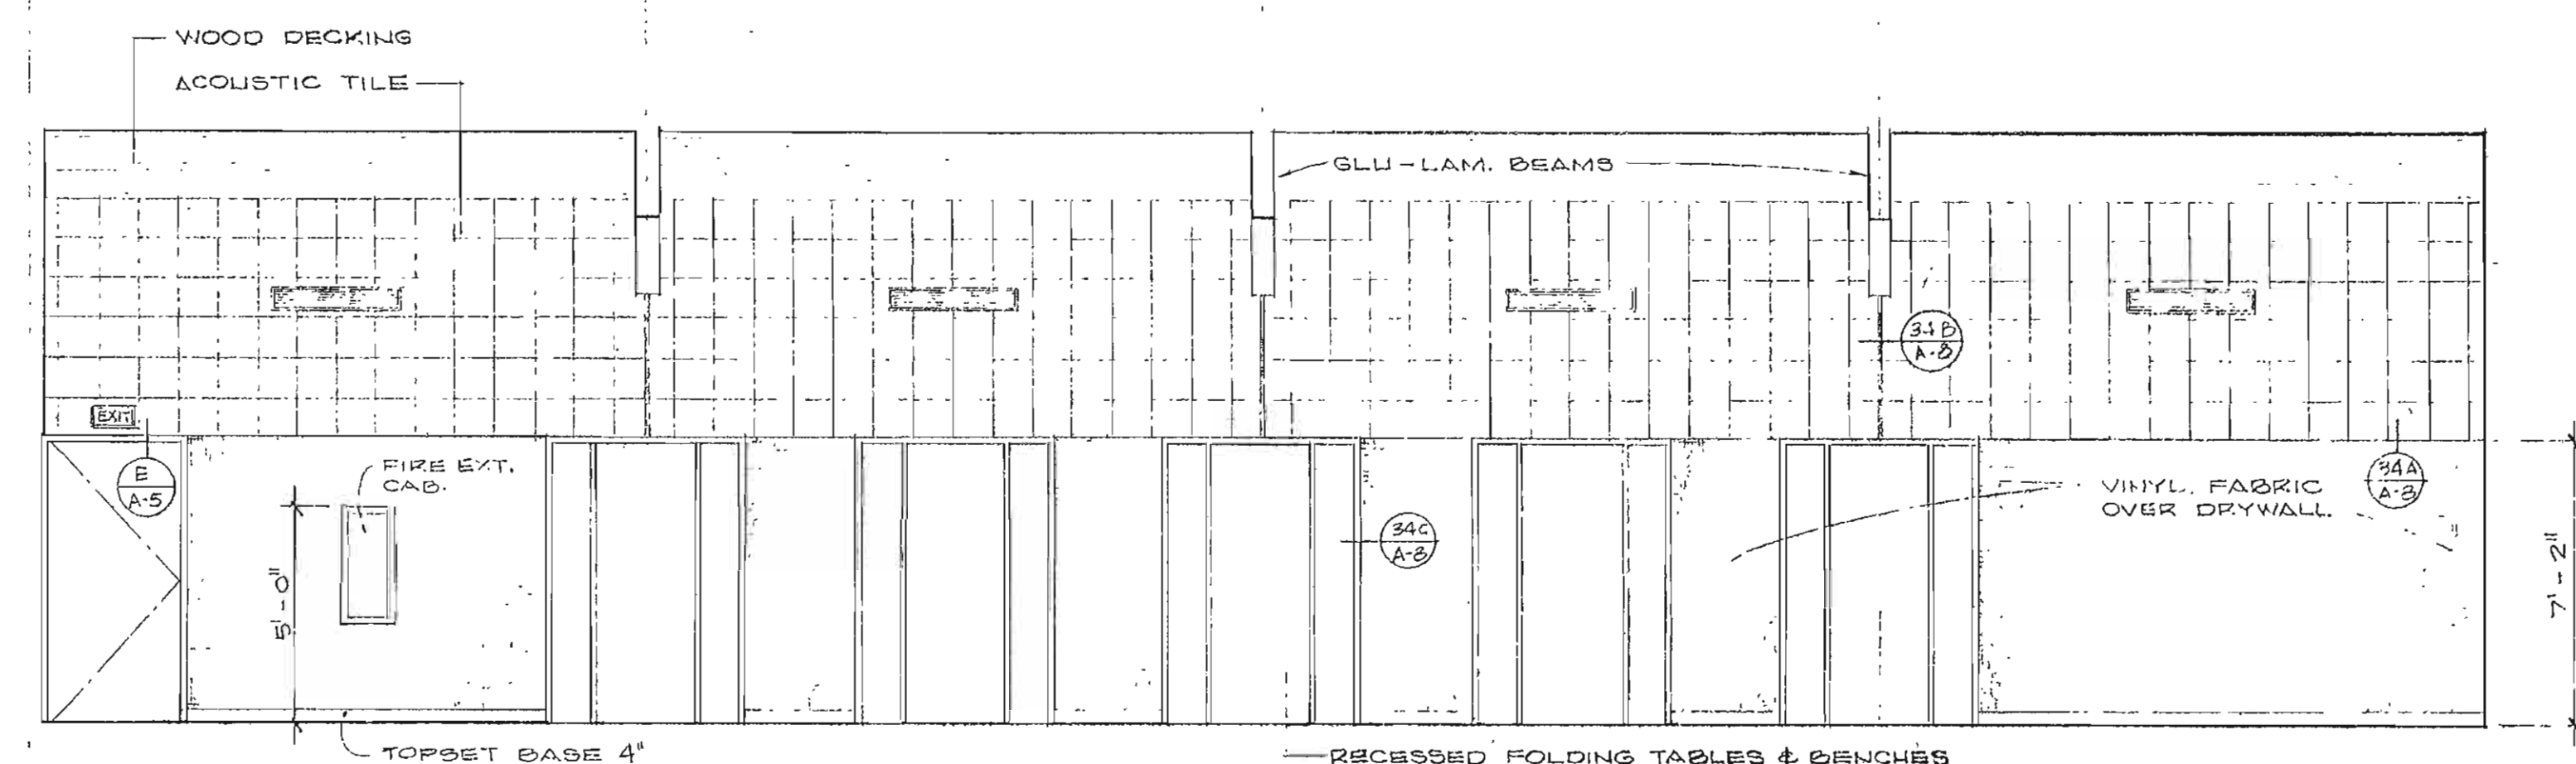 WOOD DECKING
ACOUSTIC TILE
GLU-LAM. BEAMS
34B
A-8
EXIT
E
A-5
FIRE EXT.
CAB.
5'-0"
34C
A-8
VINYL. FABRIC
OVER DRYWALL.
34A
A-8
7'-2"
TOPSET BASE 4"
RECESSED FOLDING TABLES & BENCHES